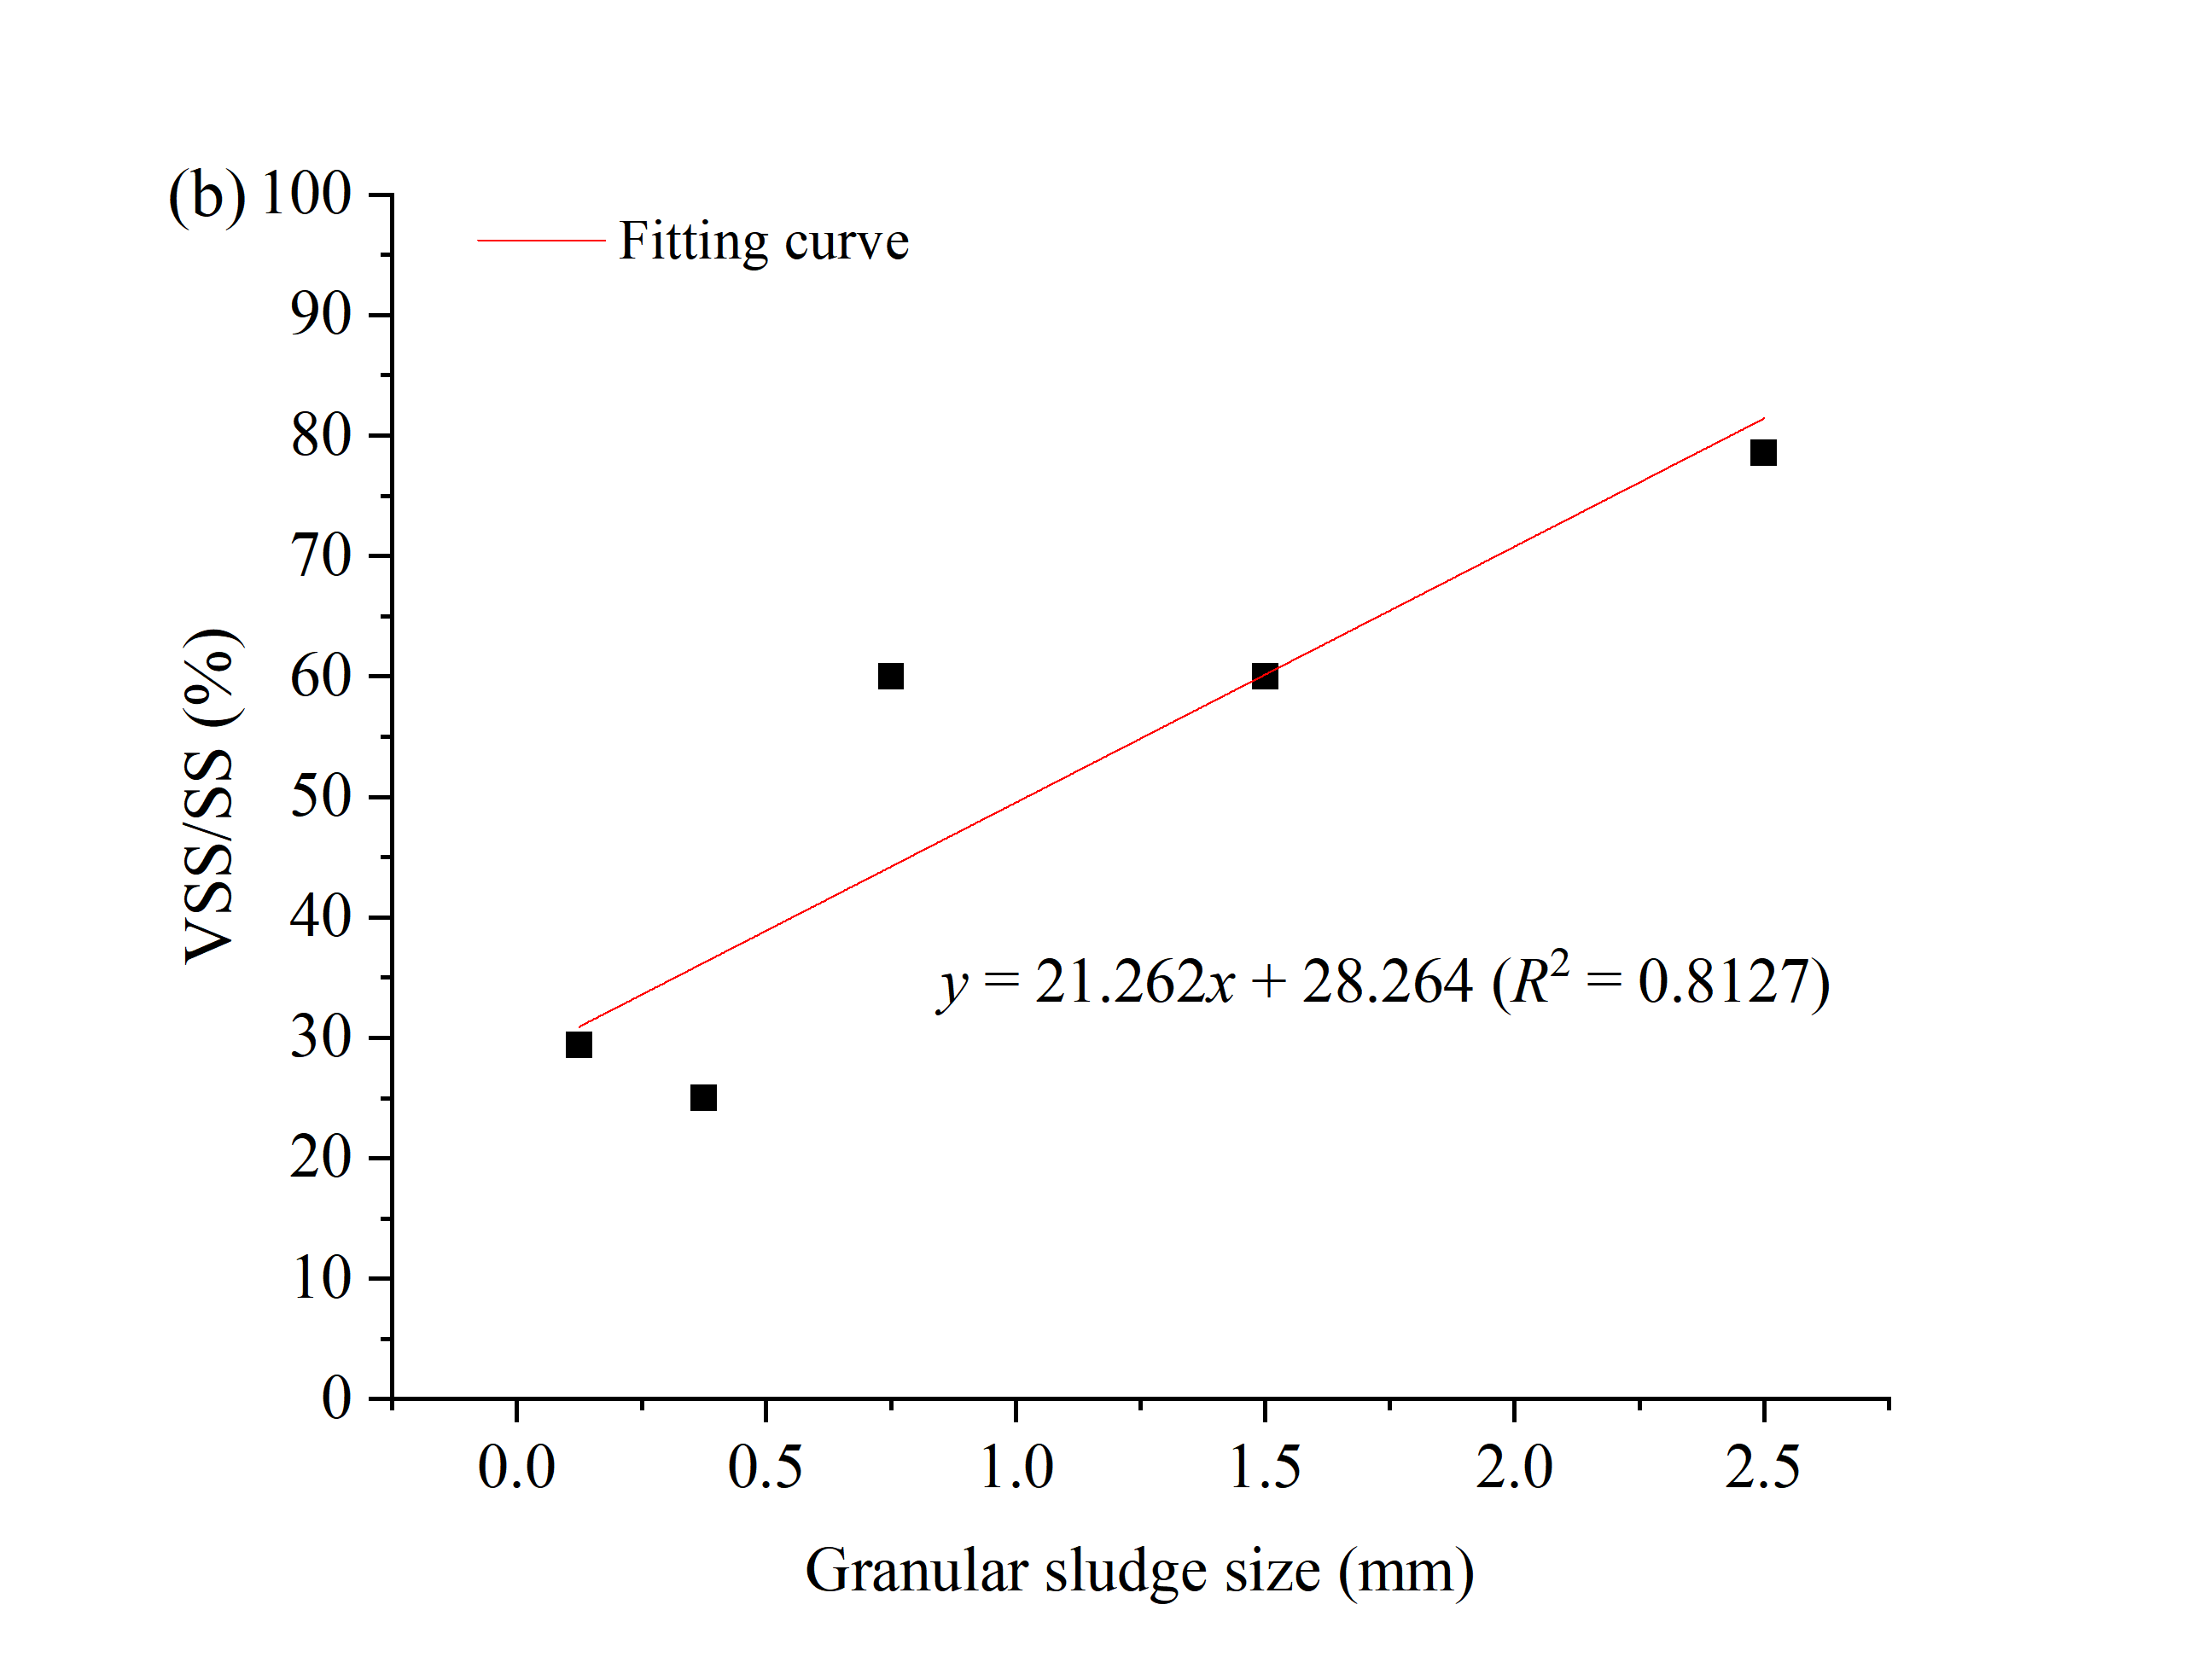 (b)
100
90
80
70
60
50
40
30
20
10
0
Fitting curve
VSS/SS (%)
y = 21.262x + 28.264 (R² = 0.8127)
0.0 0.5 1.0 1.5 2.0 2.5
Granular sludge size (mm)